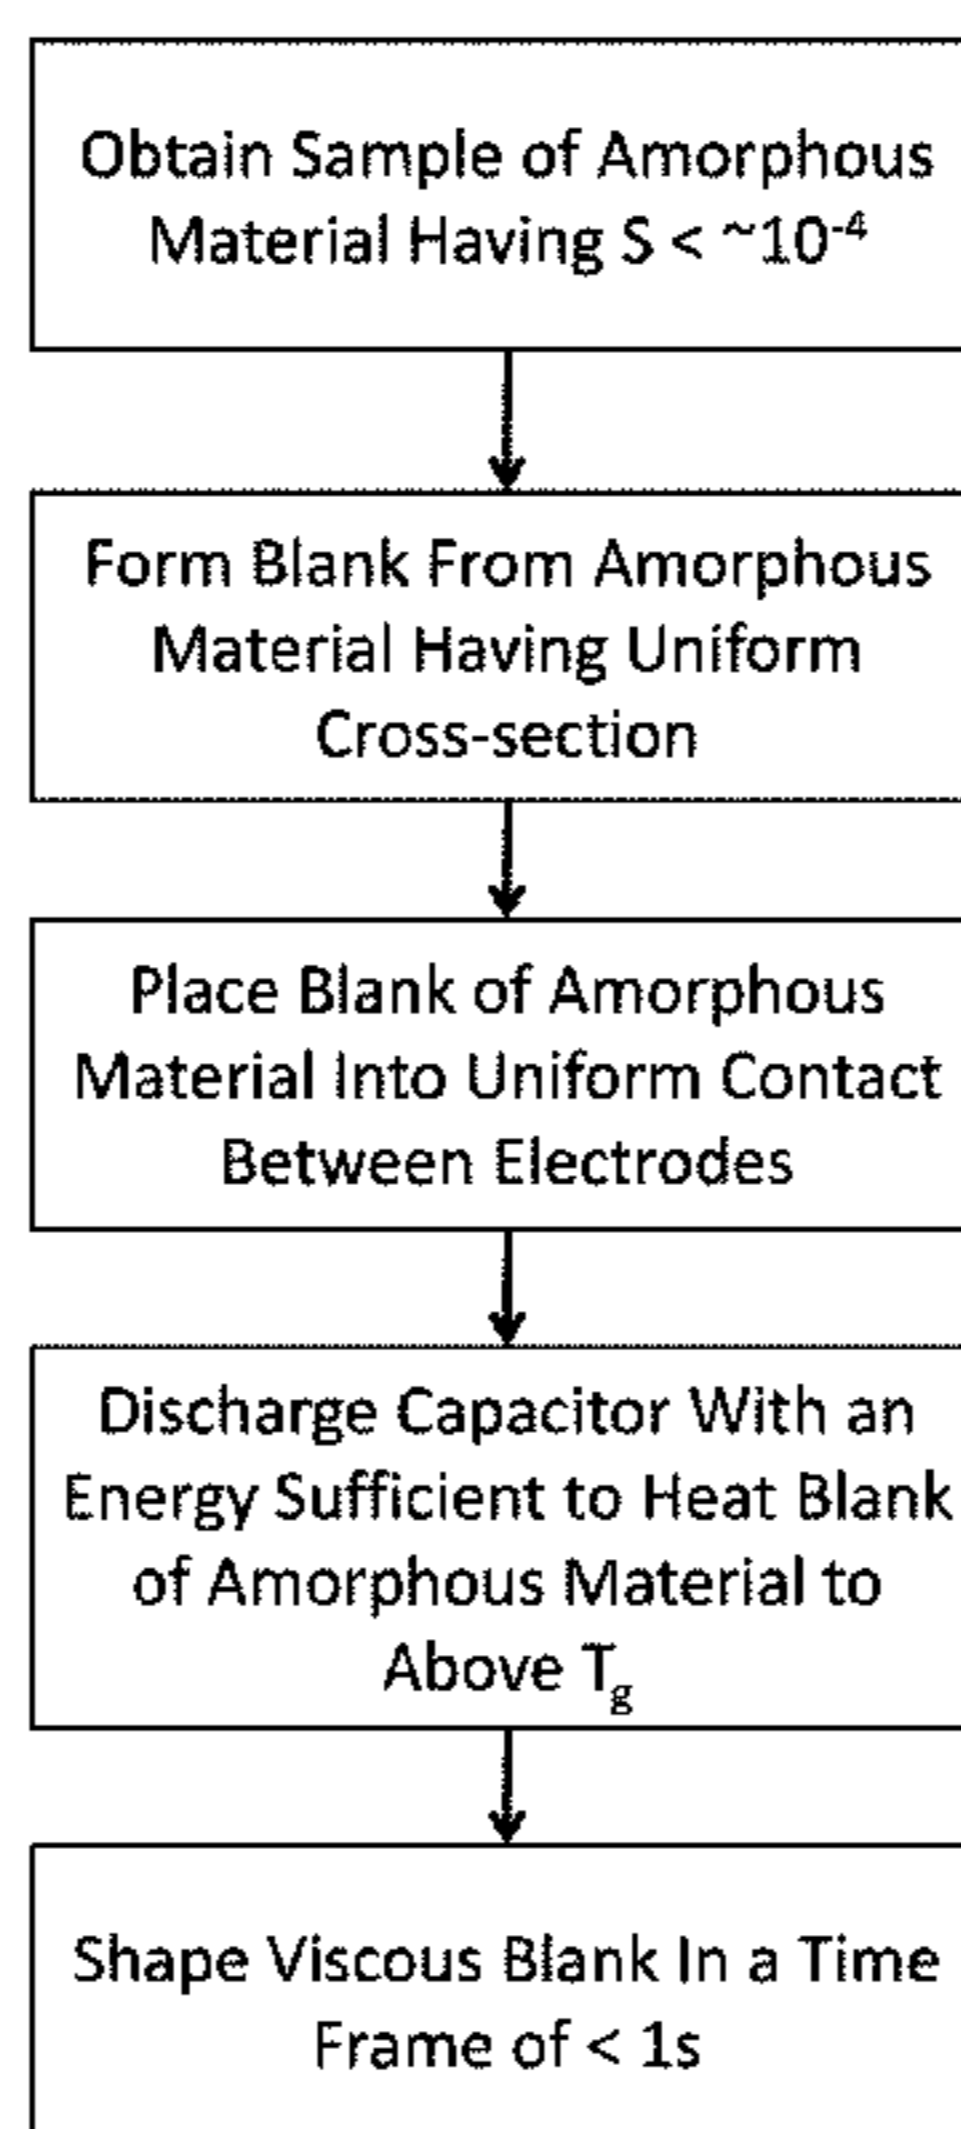 Obtain Sample of Amorphous
Material Having S < ~10⁻⁴
Form Blank From Amorphous
Material Having Uniform
Cross-section
Place Blank of Amorphous
Material Into Uniform Contact
Between Electrodes
Discharge Capacitor With an
Energy Sufficient to Heat Blank
of Amorphous Material to
Above Tg
Shape Viscous Blank In a Time
Frame of < 1s